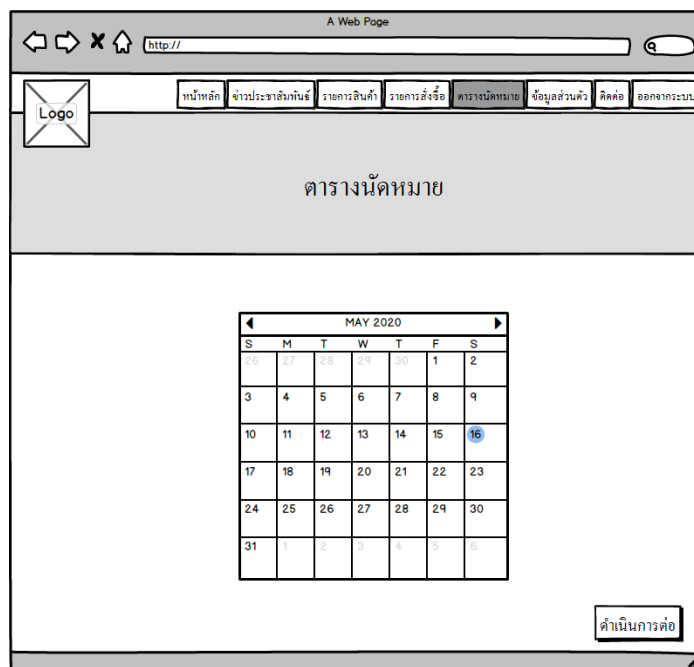 A Web Page
http://
Logo
หน้าหลัก ข่าวประชาสัมพันธ์ รายการสินค้า รายการสั่งซื้อ ตารางนัดหมาย ข้อมูลส่วนตัว ติดต่อ ออกจากระบบ
ตารางนัดหมาย
MAY 2020
S M T W T F S
26 27 28 29 30 1 2
3 4 5 6 7 8 9
10 11 12 13 14 15 16
17 18 19 20 21 22 23
24 25 26 27 28 29 30
31 1 2 3 4 5 6
ดำเนินการต่อ